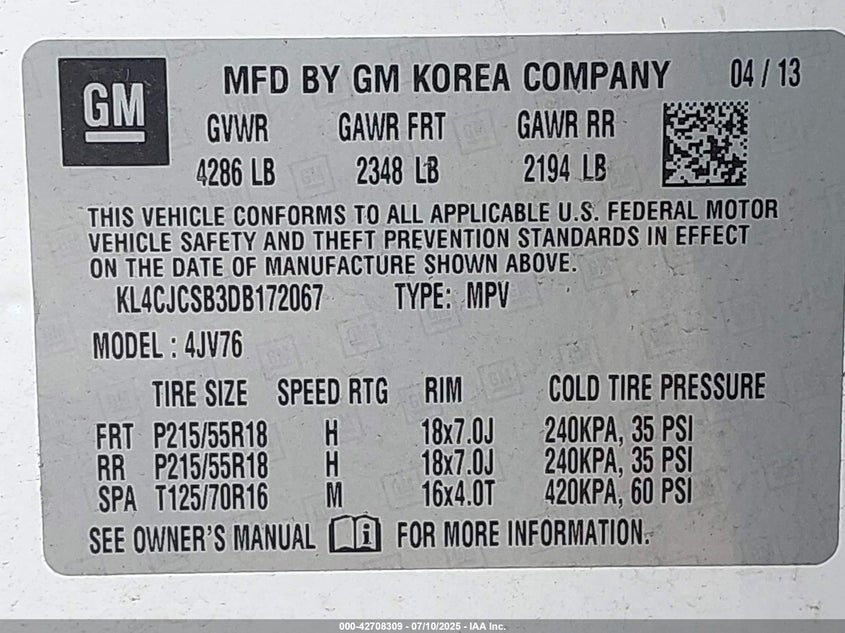 GM MFD BY GM KOREA COMPANY 04 / 13
GVWR GAWR FRT GAWR RR
4286 LB 2348 LB 2194 LB
THIS VEHICLE CONFORMS TO ALL APPLICABLE U.S. FEDERAL MOTOR
VEHICLE SAFETY AND THEFT PREVENTION STANDARDS IN EFFECT
ON THE DATE OF MANUFACTURE SHOWN ABOVE.
KL4CJCSB3DB172067 TYPE: MPV
MODEL : 4JV76
TIRE SIZE SPEED RTG RIM COLD TIRE PRESSURE
FRT P215/55R18 H 18x7.0J 240KPA, 35 PSI
RR P215/55R18 H 18x7.0J 240KPA, 35 PSI
SPA T125/70R16 M 16x4.0T 420KPA, 60 PSI
SEE OWNER'S MANUAL i FOR MORE INFORMATION.
000-42708309 - 07/10/2025 - IAA Inc.